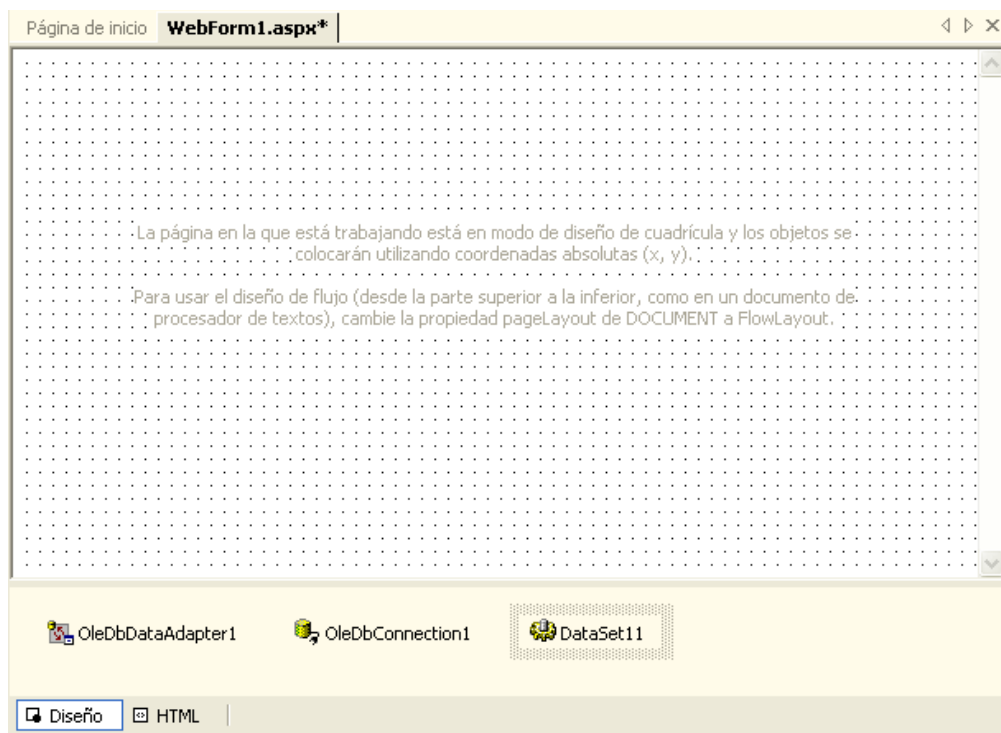 Página de inicio WebForm1.aspx*
La página en la que está trabajando está en modo de diseño de cuadrícula y los objetos se
colocarán utilizando coordenadas absolutas (x, y).
Para usar el diseño de flujo (desde la parte superior a la inferior, como en un documento de
procesador de textos), cambie la propiedad pageLayout de DOCUMENT a FlowLayout.
OleDbDataAdapter1 OleDbConnection1 DataSet11
Diseño HTML